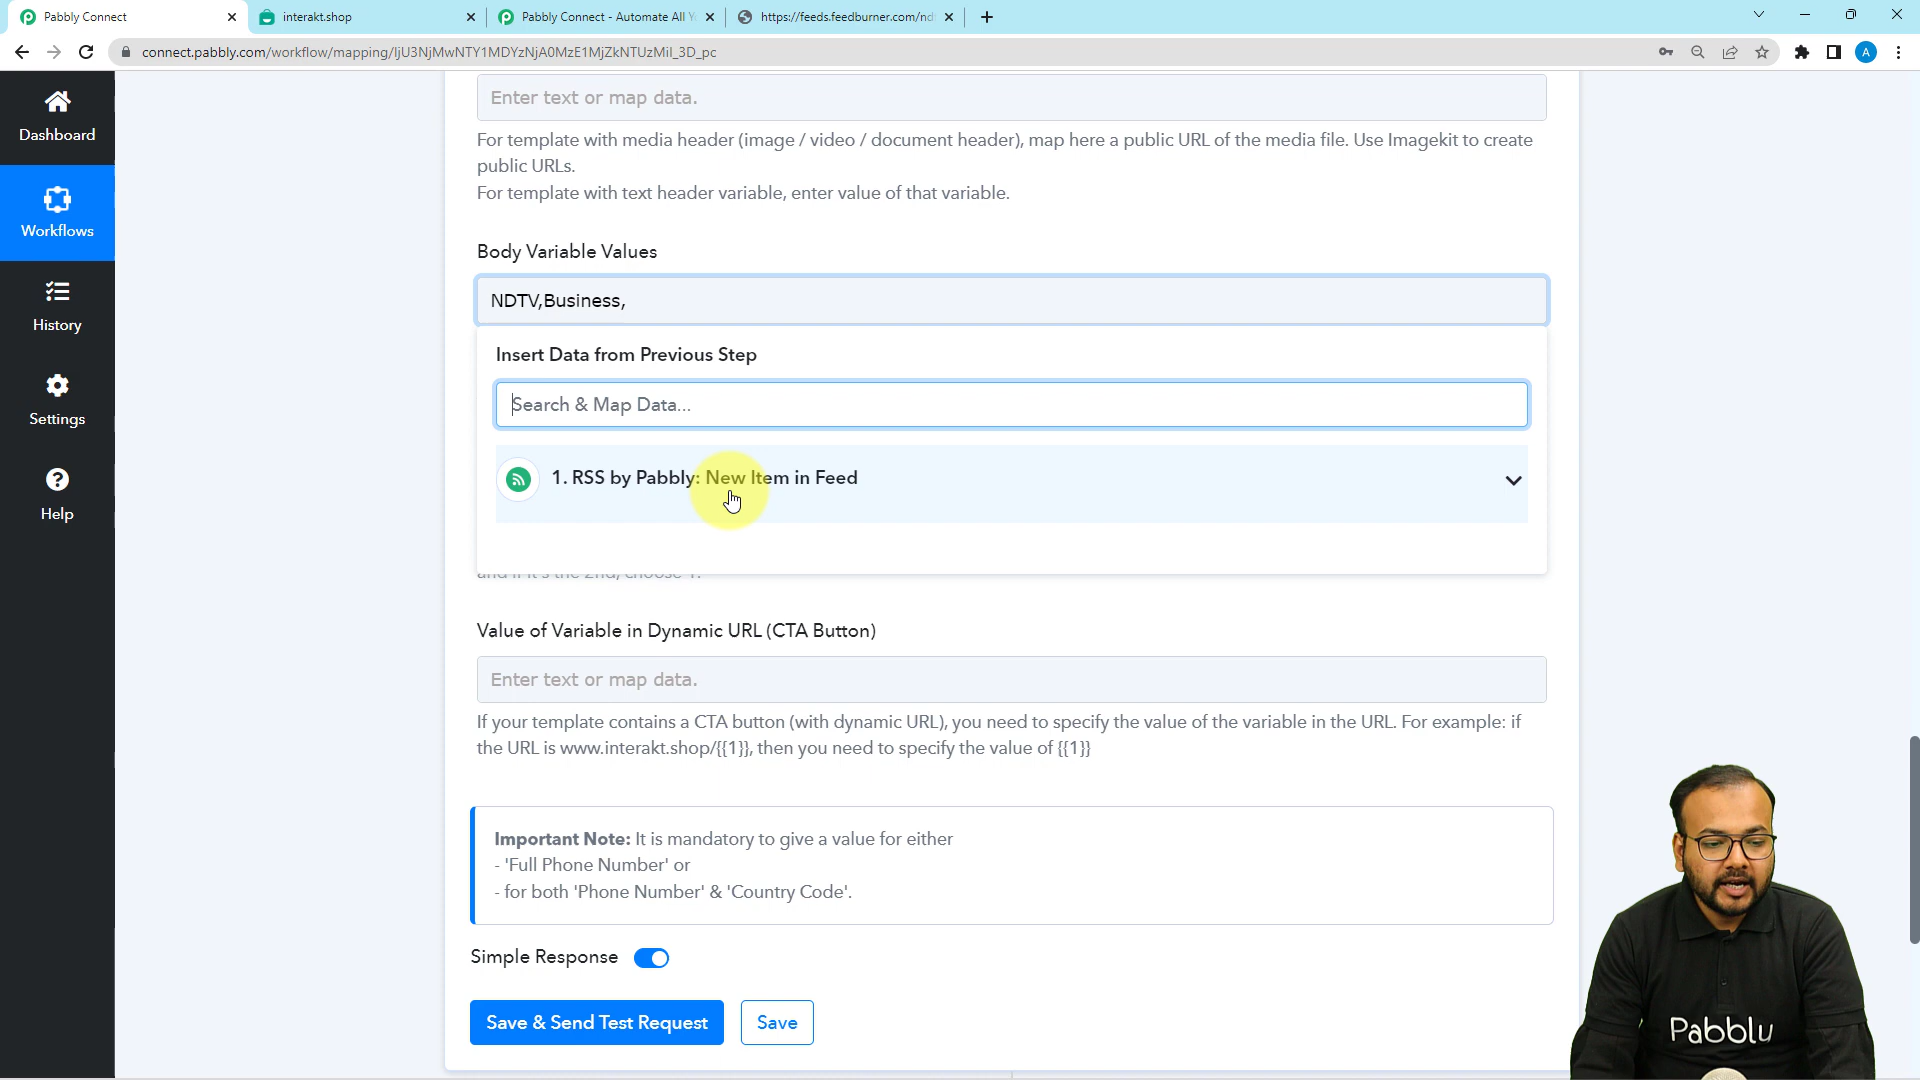 Pabbly Connect
interakt.shop
Pabbly Connect - Automate All Y
https://feeds.feedburner.com/nd
connect.pabbly.com/workflow/mapping/IjU3NjMwNTY1MDYzNjA0MzE1MjZkNTUzMiI_3D_pc
A
Dashboard
Workflows
History
Settings
Help
Enter text or map data.
For template with media header (image / video / document header), map here a public URL of the media file. Use Imagekit to create
public URLs.
For template with text header variable, enter value of that variable.
Body Variable Values
NDTV,Business,
Insert Data from Previous Step
Search & Map Data...
1. RSS by Pabbly: New Item in Feed
and if it's the 2nd, choose 1.
Value of Variable in Dynamic URL (CTA Button)
Enter text or map data.
If your template contains a CTA button (with dynamic URL), you need to specify the value of the variable in the URL. For example: if
the URL is www.interakt.shop/{{1}}, then you need to specify the value of {{1}}
Important Note: It is mandatory to give a value for either
- 'Full Phone Number' or
- for both 'Phone Number' & 'Country Code'.
Simple Response
Save & Send Test Request
Save
Pabbly